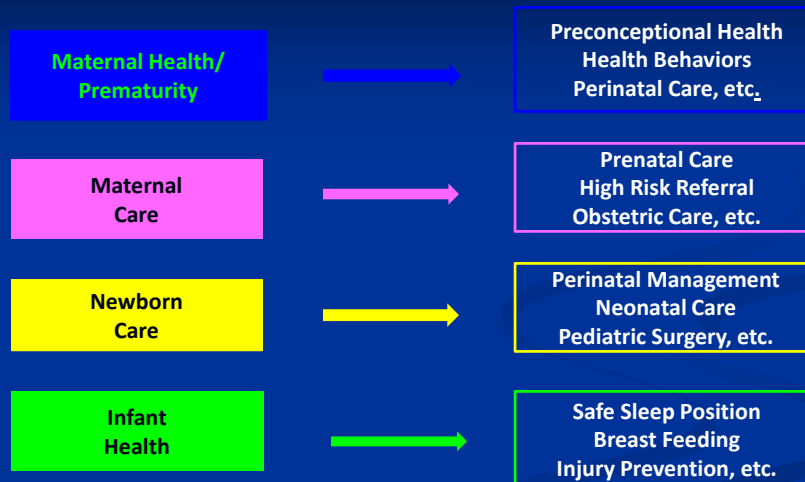 Maternal Health/
Prematurity
Preconceptional Health
Health Behaviors
Perinatal Care, etc.
Maternal
Care
Prenatal Care
High Risk Referral
Obstetric Care, etc.
Newborn
Care
Perinatal Management
Neonatal Care
Pediatric Surgery, etc.
Infant
Health
Safe Sleep Position
Breast Feeding
Injury Prevention, etc.